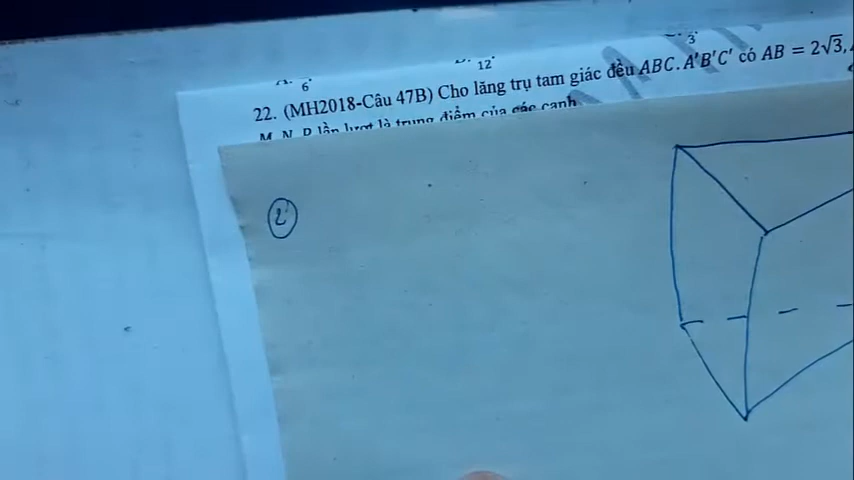 6
12
3
22. (MH2018-Câu 47B) Cho lăng trụ tam giác đều ABC.A'B'C' có AB = 2√3,
M, N, P lần lượt là trung điểm của các cạnh